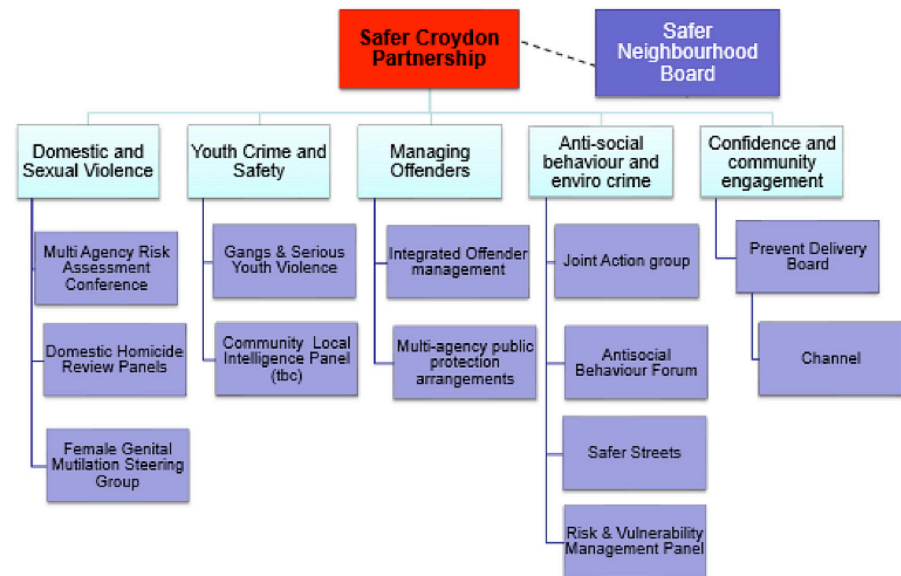 Safer Croydon
Partnership
Safer
Neighbourhood
Board
Domestic and
Sexual Violence
Youth Crime and
Safety
Managing
Offenders
Anti-social
behaviour and
enviro crime
Confidence and
community
engagement
Multi Agency Risk
Assessment
Conference
Domestic Homicide
Review Panels
Female Genital
Mutilation Steering
Group
Gangs & Serious
Youth Violence
Community Local
Intelligence Panel
(tbc)
Integrated Offender
management
Multi-agency public
protection
arrangements
Joint Action group
Antisocial
Behaviour Forum
Safer Streets
Risk & Vulnerability
Management Panel
Prevent Delivery
Board
Channel